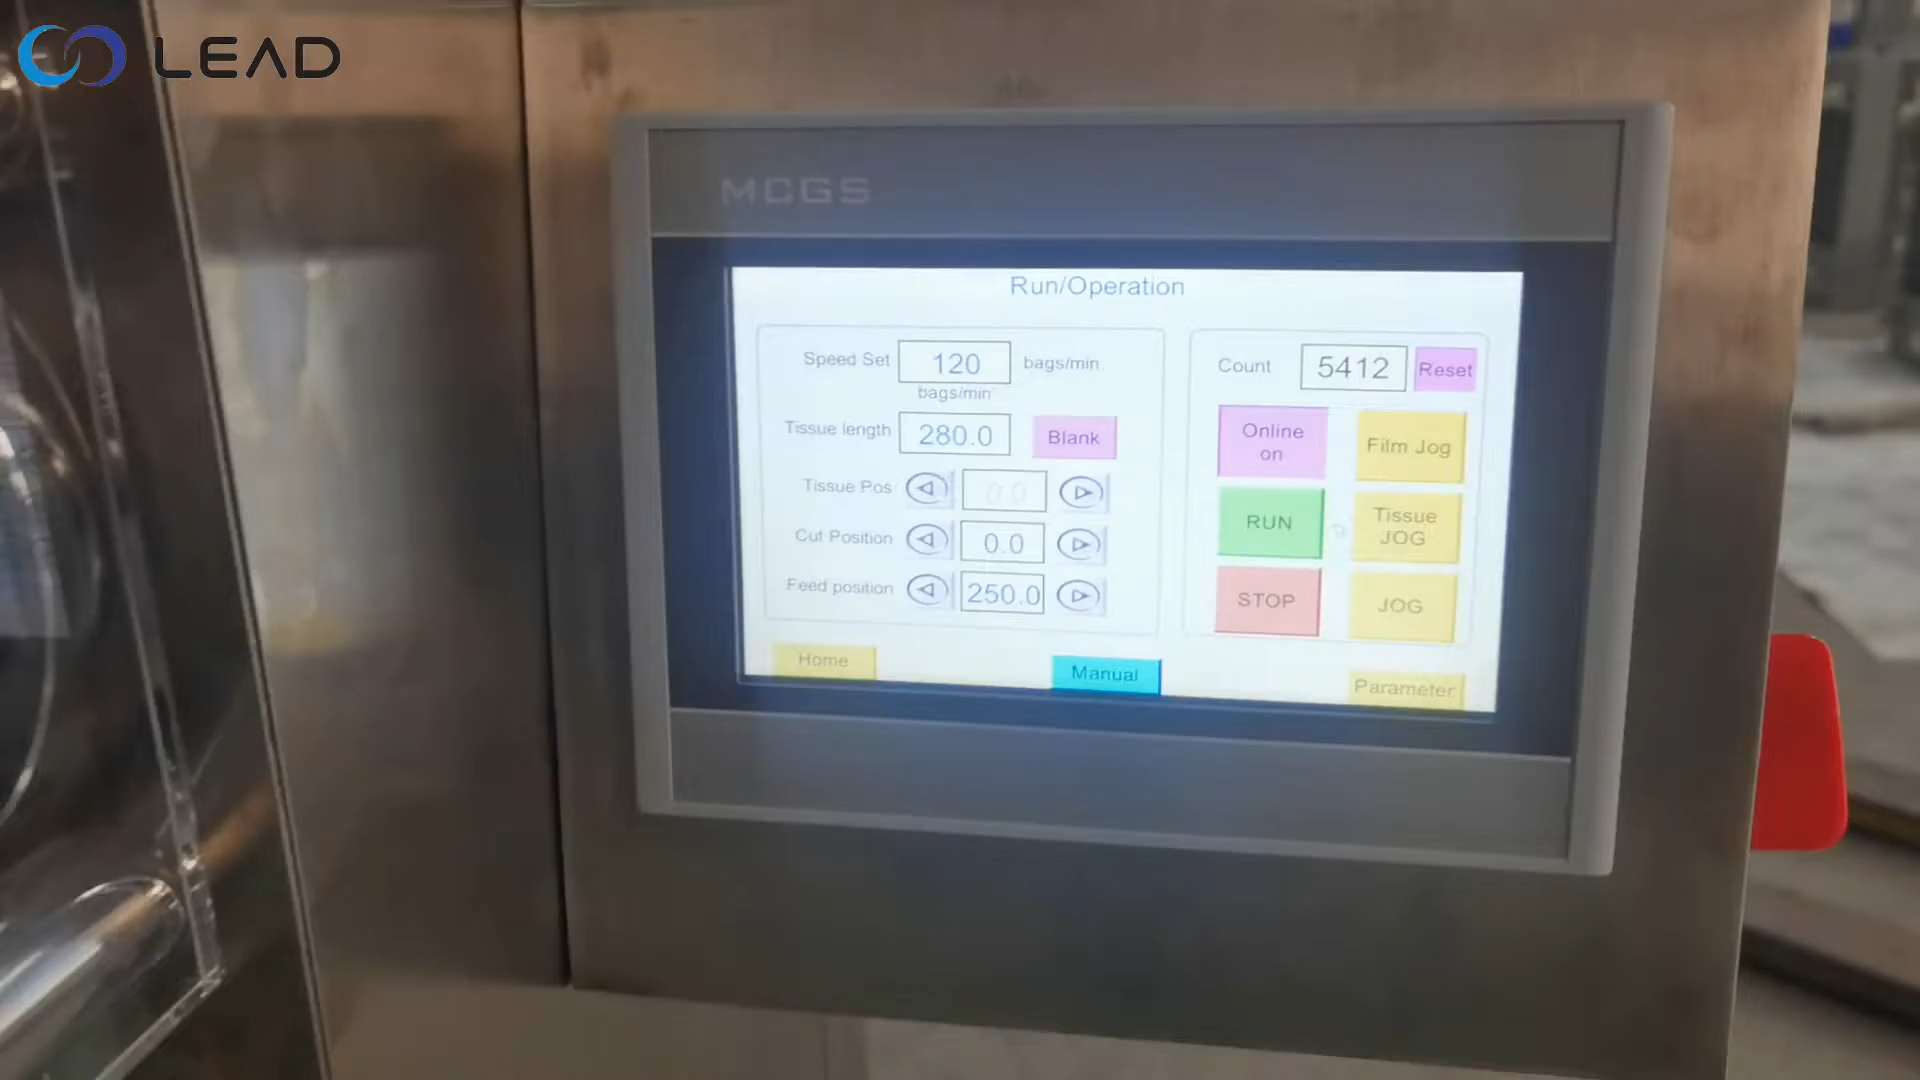 LEAD
MCGS
Run/Operation
Speed Set 120 bags/min
bags/min
Tissue length 280.0 Blank
Tissue Pos 0.0
Cut Position 0.0
Feed position 250.0
Count 5412 Reset
Online
on
Film Jog
RUN
Tissue
JOG
STOP
JOG
Home
Manual
Parameter